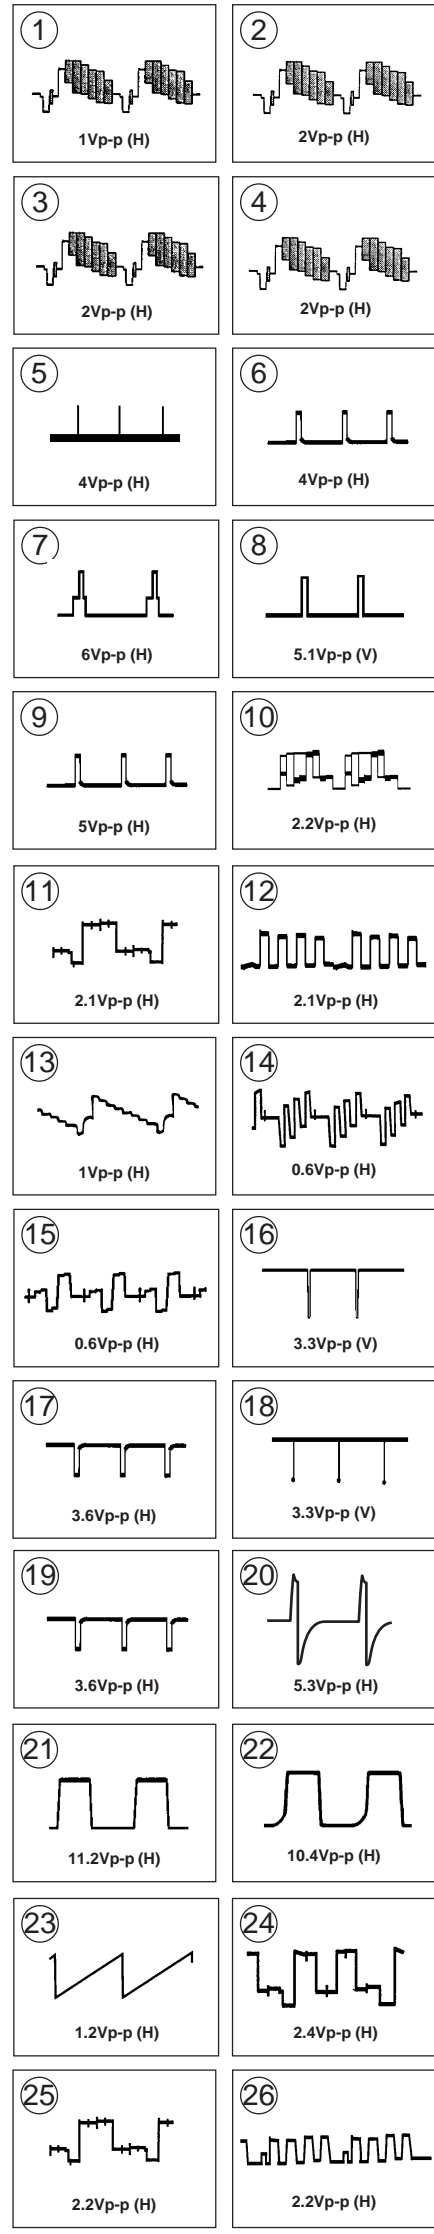 1
1Vp-p (H)
2
2Vp-p (H)
3
2Vp-p (H)
4
2Vp-p (H)
5
4Vp-p (H)
6
4Vp-p (H)
7
6Vp-p (H)
8
5.1Vp-p (V)
9
5Vp-p (H)
10
2.2Vp-p (H)
11
2.1Vp-p (H)
12
2.1Vp-p (H)
13
1Vp-p (H)
14
0.6Vp-p (H)
15
0.6Vp-p (H)
16
3.3Vp-p (V)
17
3.6Vp-p (H)
18
3.3Vp-p (V)
19
3.6Vp-p (H)
20
5.3Vp-p (H)
21
11.2Vp-p (H)
22
10.4Vp-p (H)
23
1.2Vp-p (H)
24
2.4Vp-p (H)
25
2.2Vp-p (H)
26
2.2Vp-p (H)